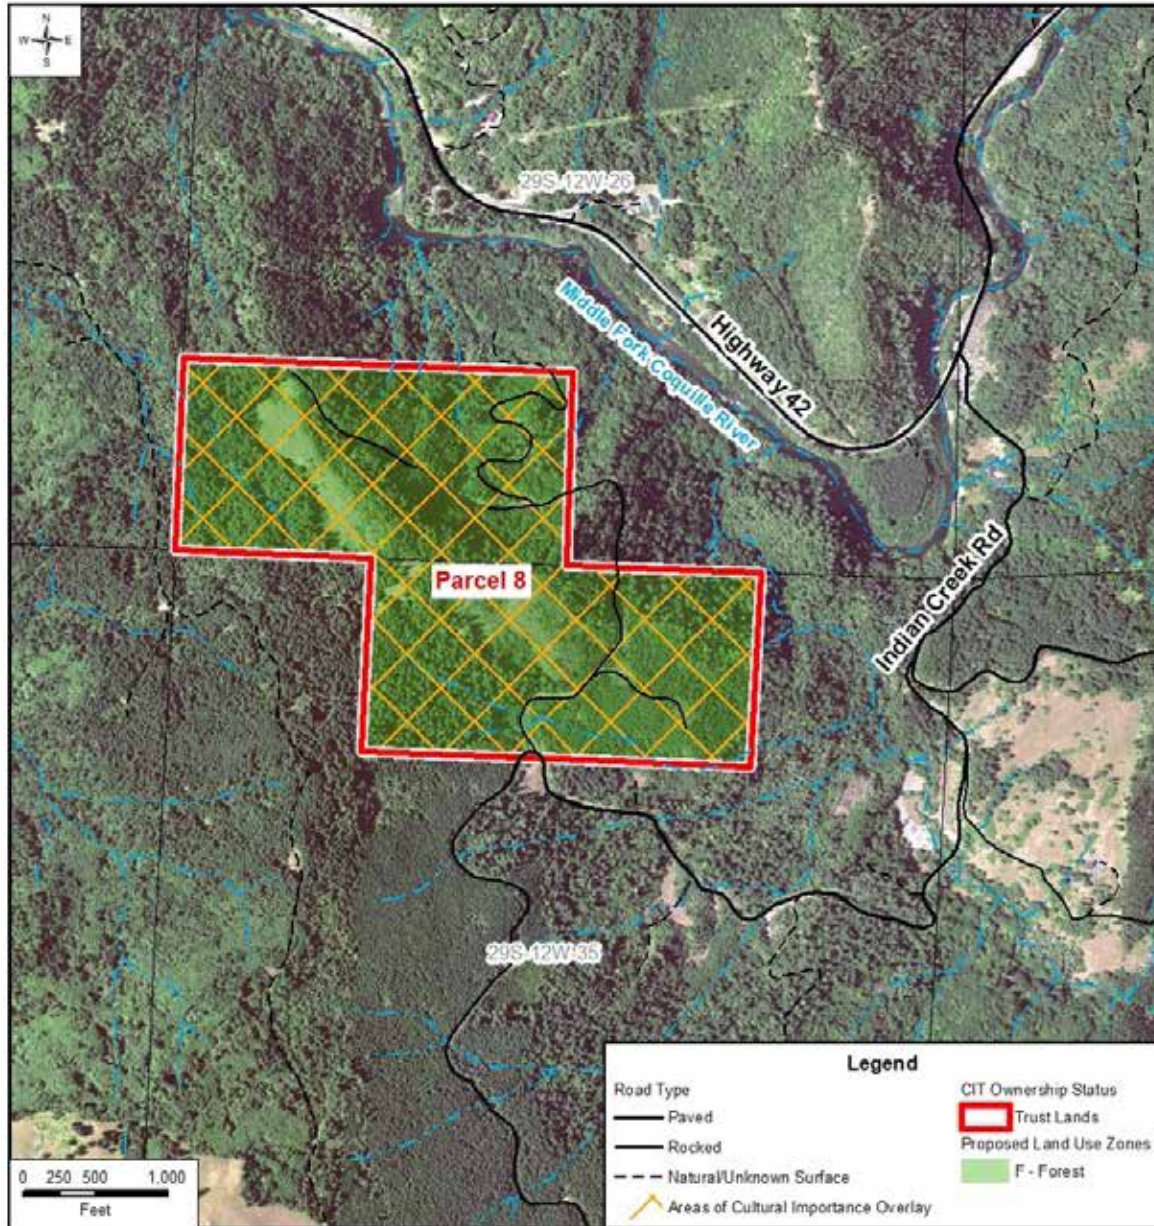 N
W E
S
29S-12W-26
Middle Fork Coquille River
Highway 42
Parcel 8
Indian Creek Rd
29S-12W-35
Legend
Road Type
Paved
Rocked
Natural/Unknown Surface
Areas of Cultural Importance Overlay
CIT Ownership Status
Trust Lands
Proposed Land Use Zones
F - Forest
0 250 500 1,000
Feet